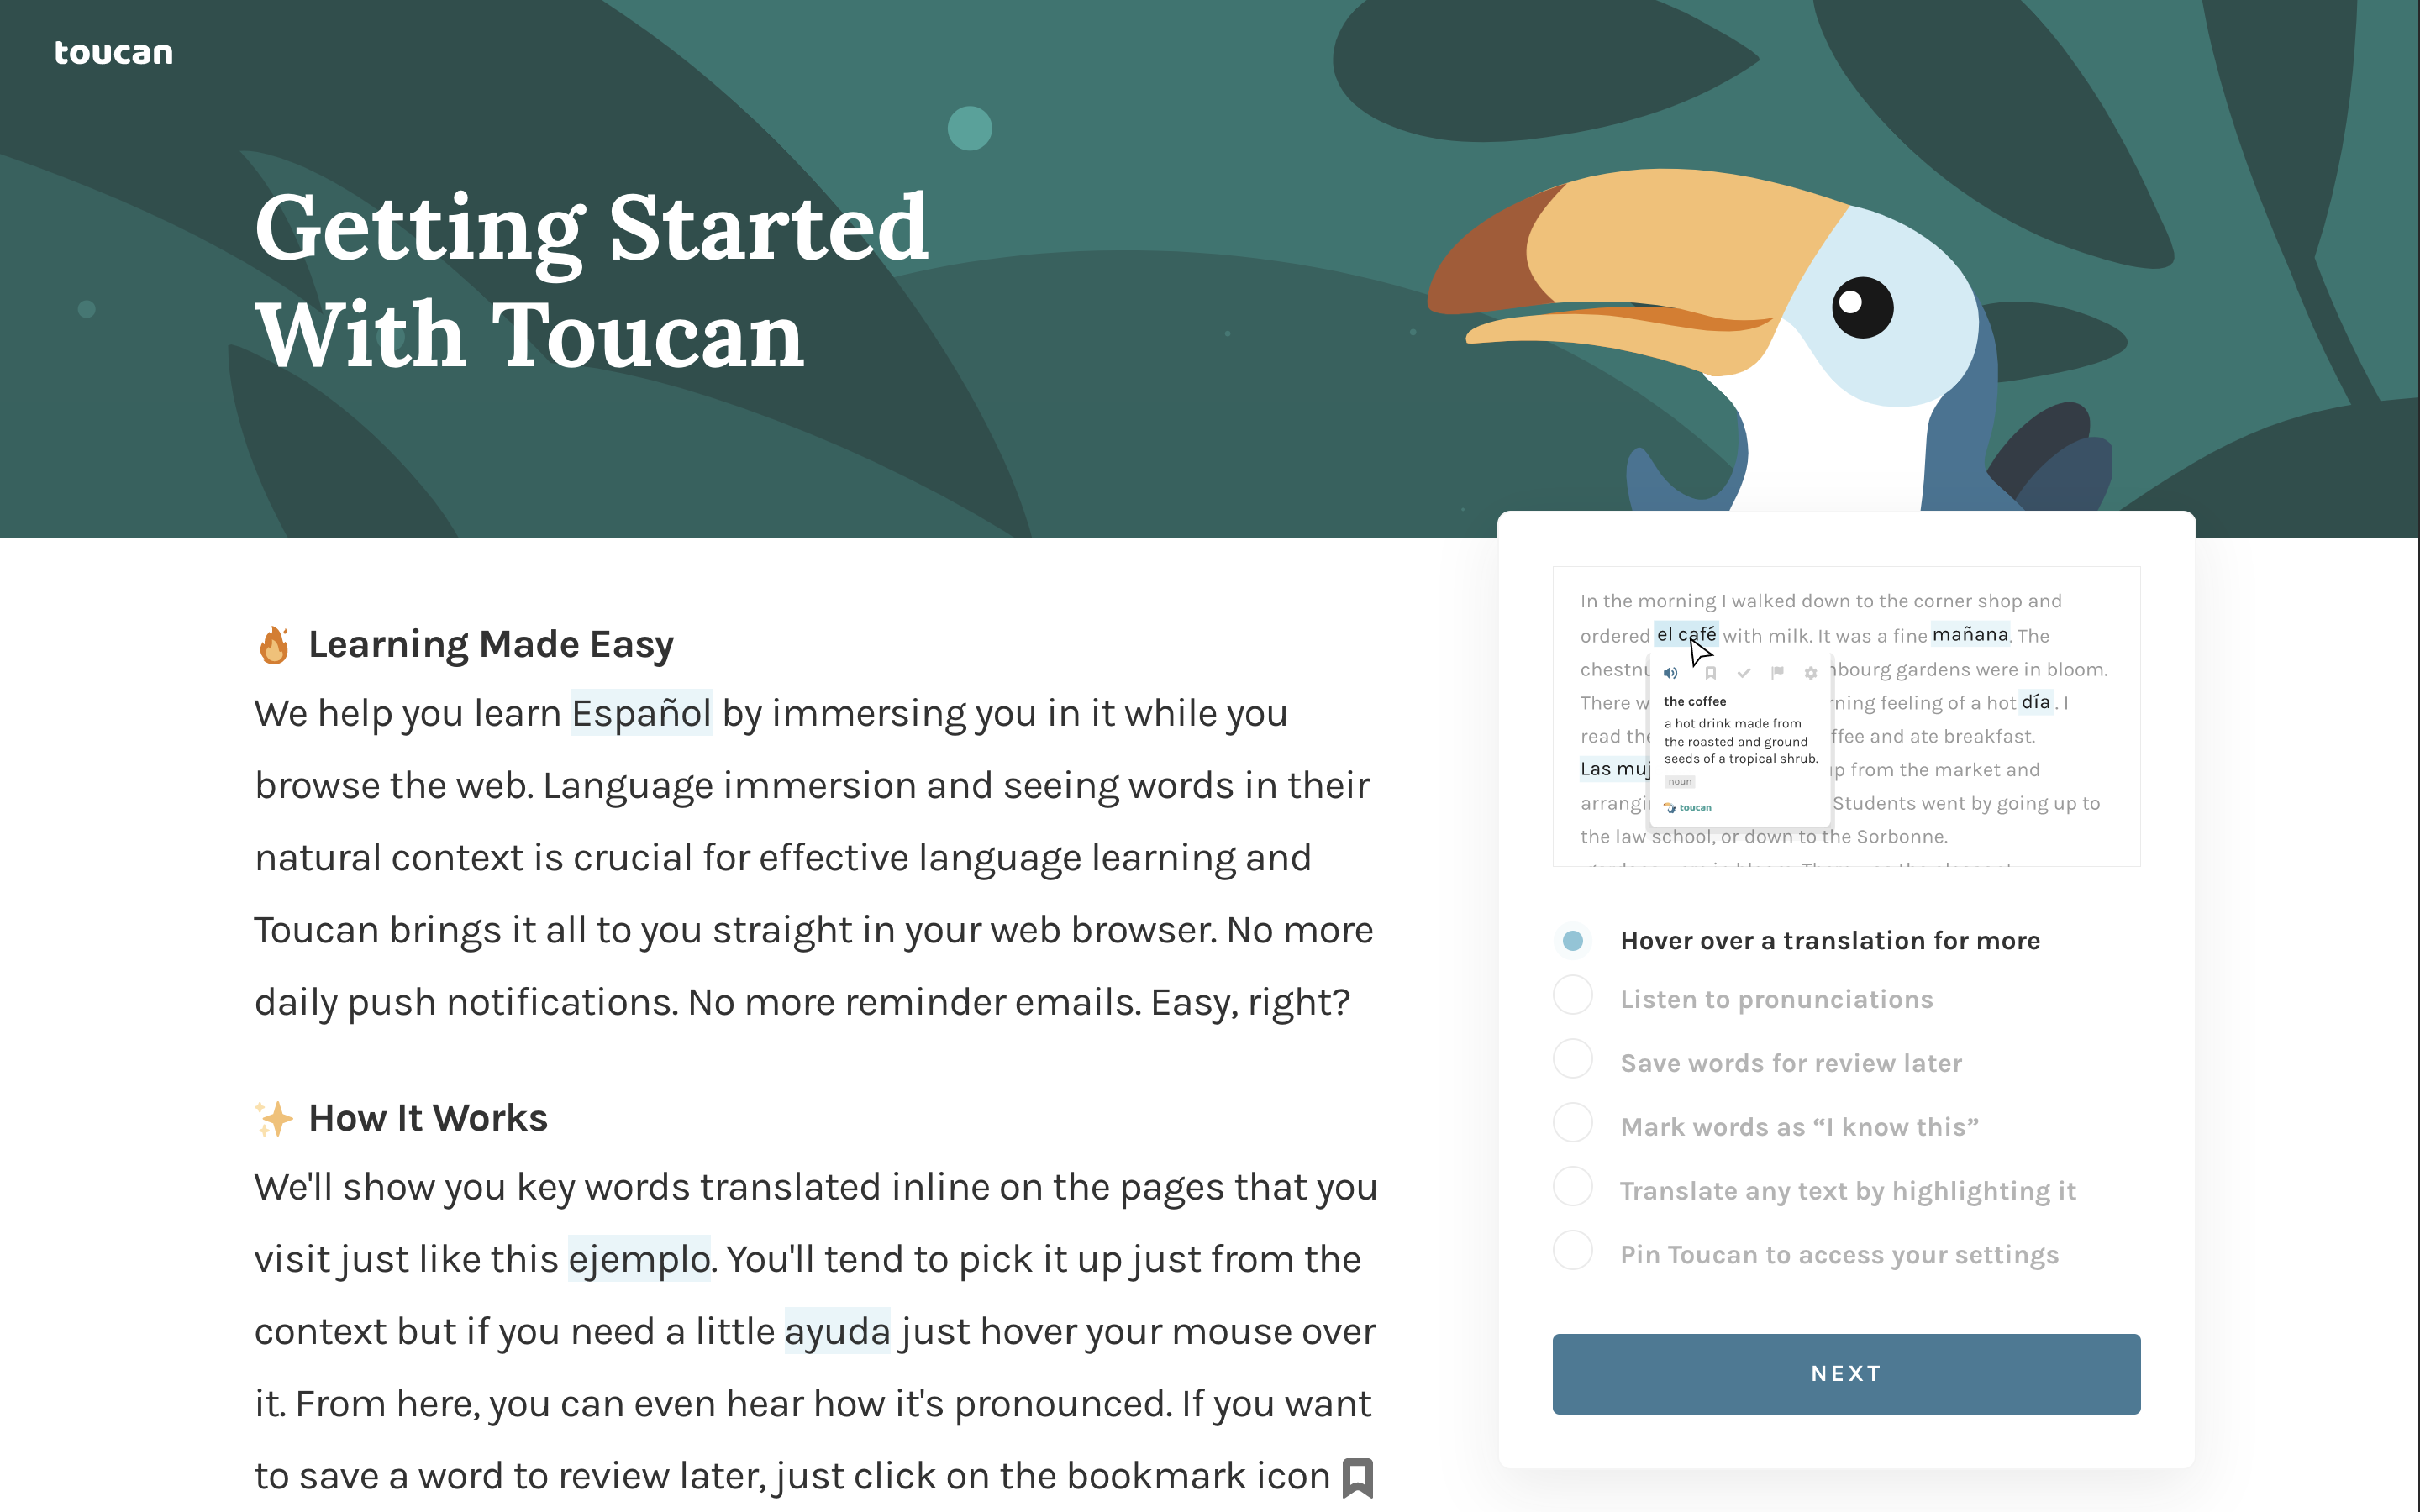 toucan
Getting Started
With Toucan
Learning Made Easy
We help you learn Español by immersing you in it while you
browse the web. Language immersion and seeing words in their
natural context is crucial for effective language learning and
Toucan brings it all to you straight in your web browser. No more
daily push notifications. No more reminder emails. Easy, right?
How It Works
We'll show you key words translated inline on the pages that you
visit just like this ejemplo. You'll tend to pick it up just from the
context but if you need a little ayuda just hover your mouse over
it. From here, you can even hear how it's pronounced. If you want
to save a word to review later, just click on the bookmark icon
In the morning I walked down to the corner shop and
ordered el café with milk. It was a fine mañana. The
gardens were in bloom.
There feeling of a hot día. I
read and ate breakfast.
Las from the market and
Students went by going up to
the law school, or down to the Sorbonne.
the coffee
a hot drink made from
the roasted and ground
seeds of a tropical shrub.
noun
toucan
Hover over a translation for more
Listen to pronunciations
Save words for review later
Mark words as “I know this”
Translate any text by highlighting it
Pin Toucan to access your settings
NEXT